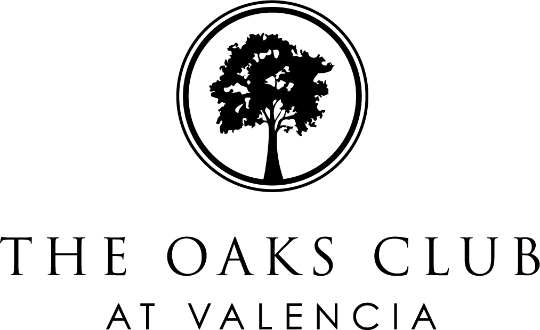 THE OAKS CLUB
AT VALENCIA